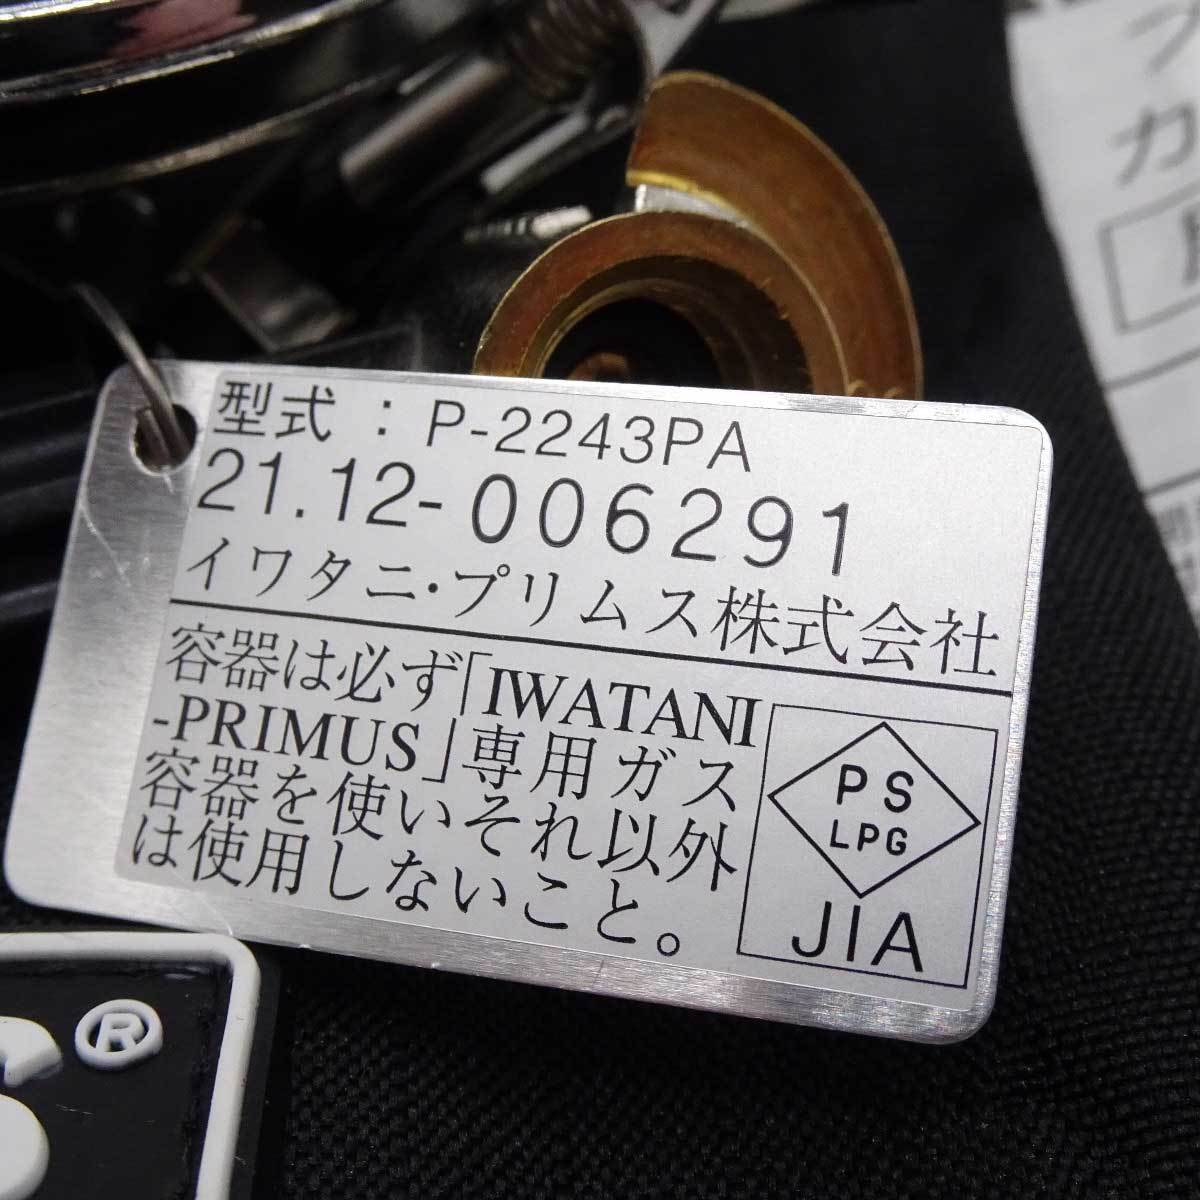 型式 : P-2243PA
21.12-006291
イワタニ・プリムス株式会社
容器は必ず「IWATANI
-PRIMUS」専用ガス
容器を使いそれ以外
は使用しないこと。
PS
LPG
JIA
®
カ